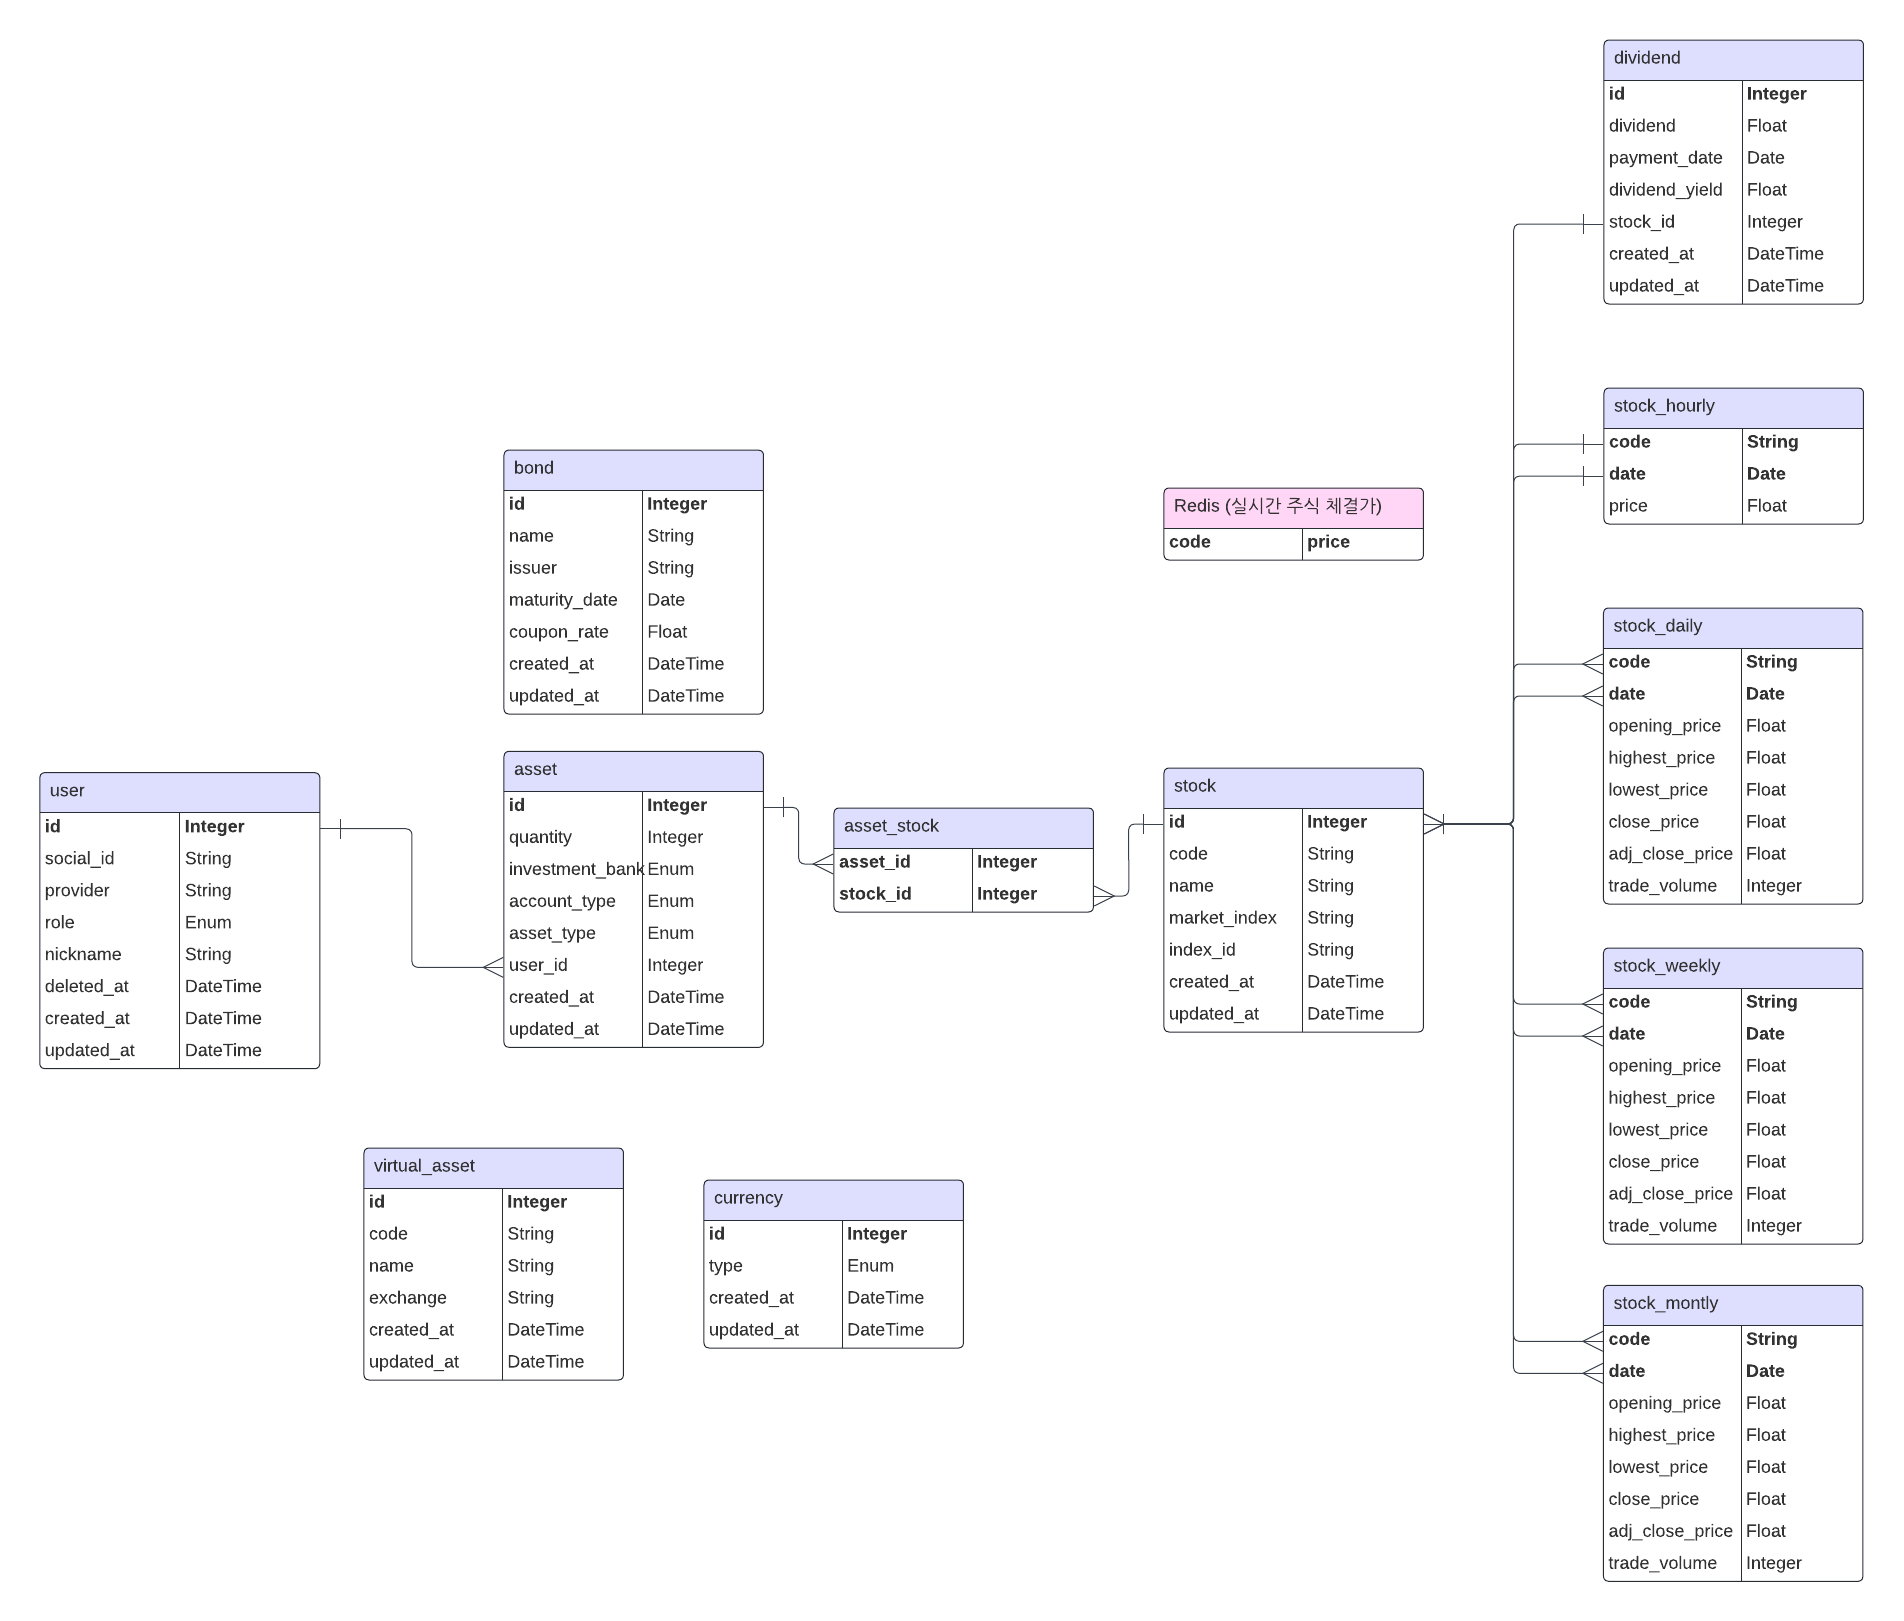 dividend
id Integer
dividend Float
payment_date Date
dividend_yield Float
stock_id Integer
created_at DateTime
updated_at DateTime
stock_hourly
code String
date Date
price Float
bond
id Integer
name String
issuer String
maturity_date Date
coupon_rate Float
created_at DateTime
updated_at DateTime
Redis (실시간 주식 체결가)
code price
stock_daily
code String
date Date
opening_price Float
highest_price Float
lowest_price Float
close_price Float
adj_close_price Float
trade_volume Integer
user
id Integer
social_id String
provider String
role Enum
nickname String
deleted_at DateTime
created_at DateTime
updated_at DateTime
asset
id Integer
quantity Integer
investment_bank Enum
account_type Enum
asset_type Enum
user_id Integer
created_at DateTime
updated_at DateTime
asset_stock
asset_id Integer
stock_id Integer
stock
id Integer
code String
name String
market_index String
index_id String
created_at DateTime
updated_at DateTime
stock_weekly
code String
date Date
opening_price Float
highest_price Float
lowest_price Float
close_price Float
adj_close_price Float
trade_volume Integer
virtual_asset
id Integer
code String
name String
exchange String
created_at DateTime
updated_at DateTime
currency
id Integer
type Enum
created_at DateTime
updated_at DateTime
stock_montly
code String
date Date
opening_price Float
highest_price Float
lowest_price Float
close_price Float
adj_close_price Float
trade_volume Integer